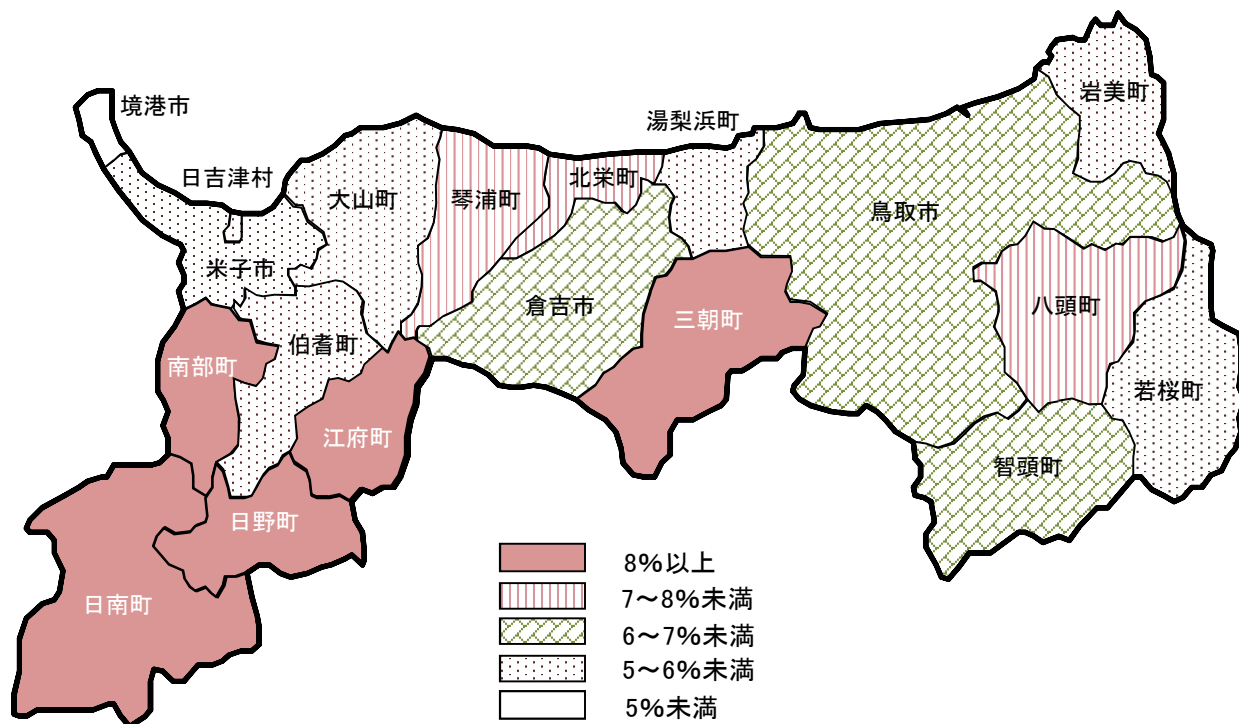 岩美町
境港市
湯梨浜町
日吉津村
北栄町
大山町
琴浦町
鳥取市
米子市
倉吉市
八頭町
三朝町
伯耆町
南部町
若桜町
江府町
智頭町
日野町
日南町
8%以上
7~8%未満
6~7%未満
5~6%未満
5%未満